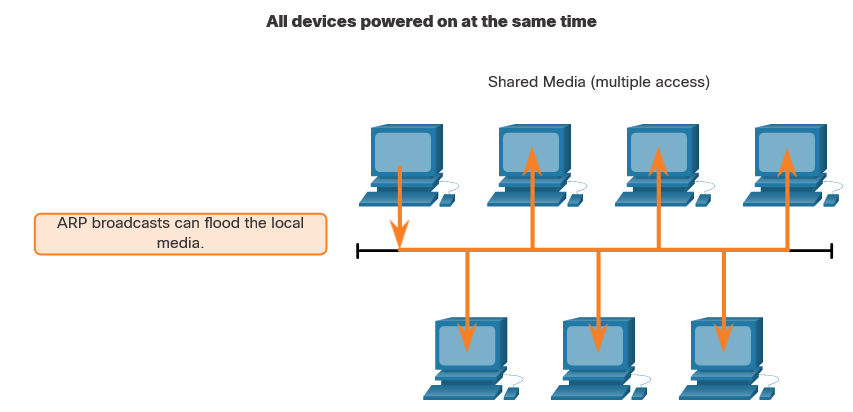 All devices powered on at the same time
Shared Media (multiple access)
ARP broadcasts can flood the local
media.